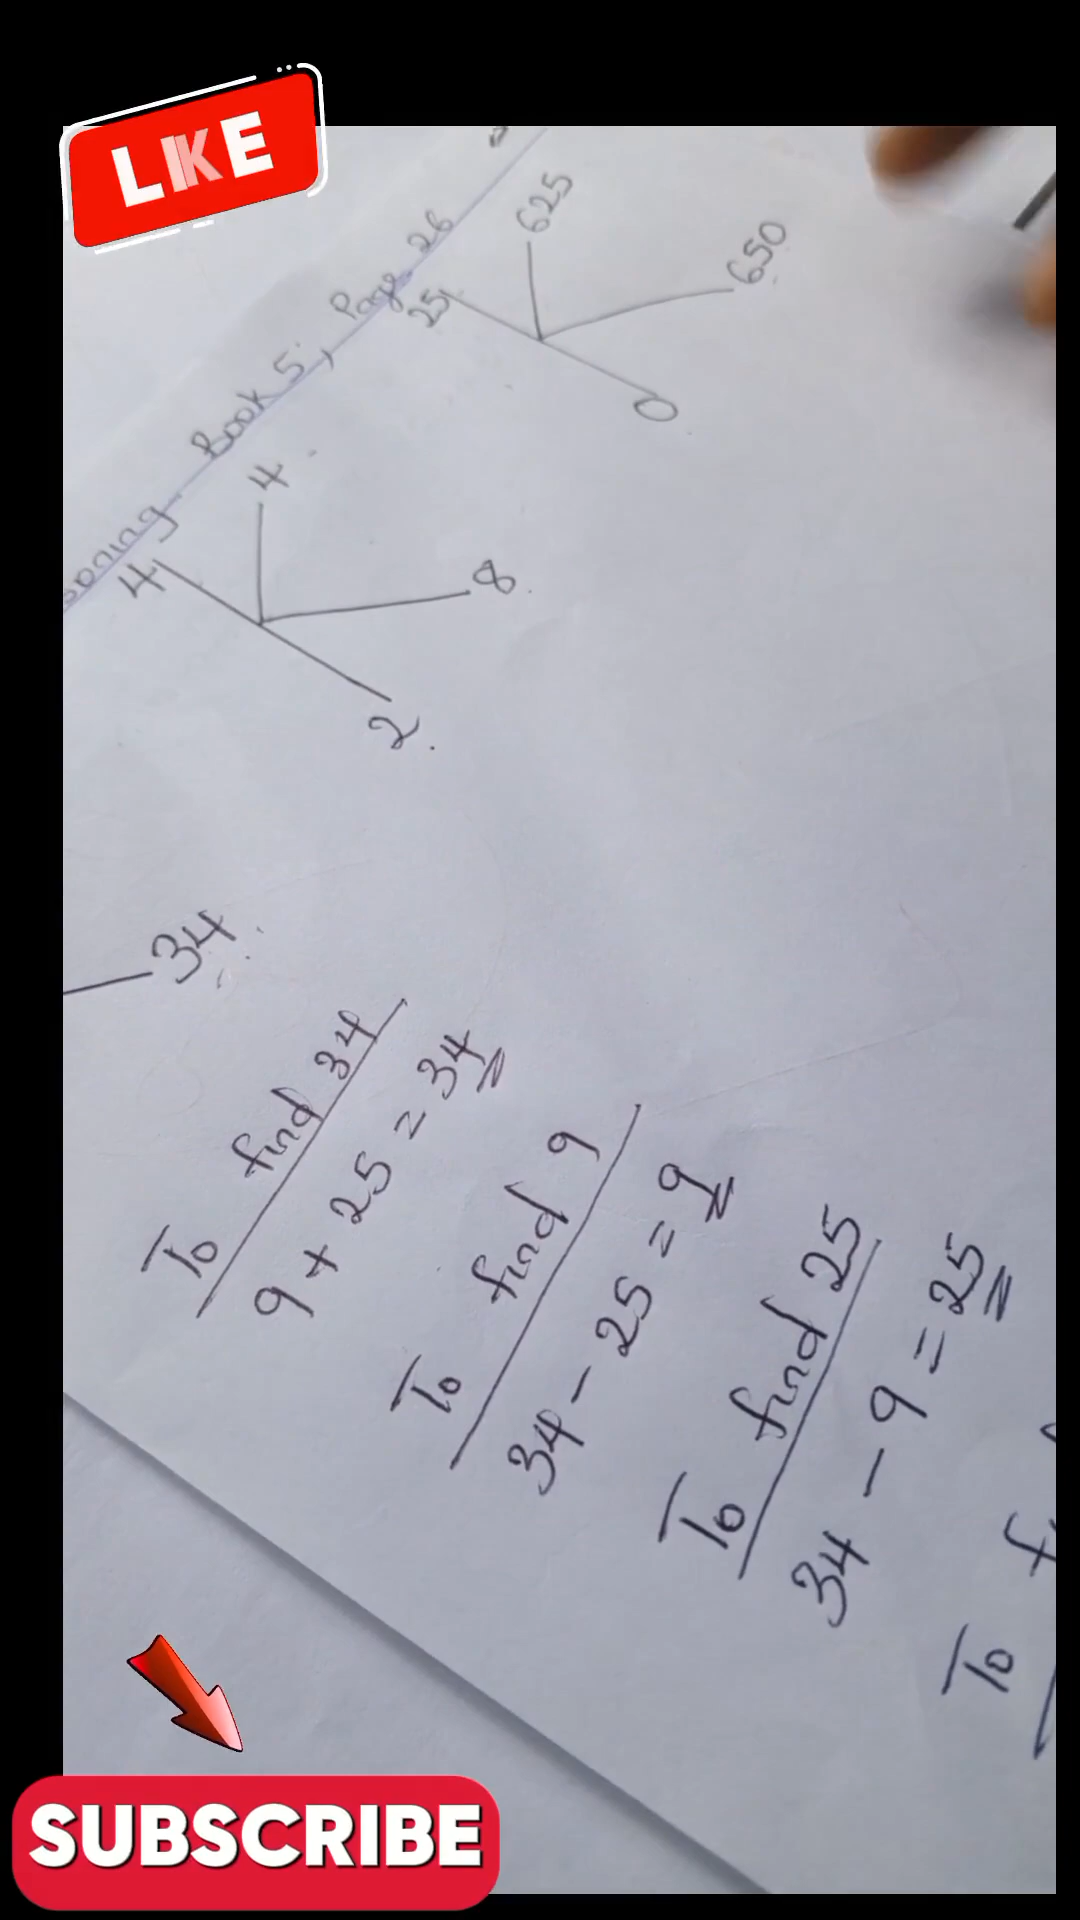 LIKE
Book 5, Page 26
25
625
650
0
4
4
8
2.
34
To find 34
9 + 25 = 34
To find 9
34 - 25 = 9
To find 25
34 - 9 = 25
To
SUBSCRIBE